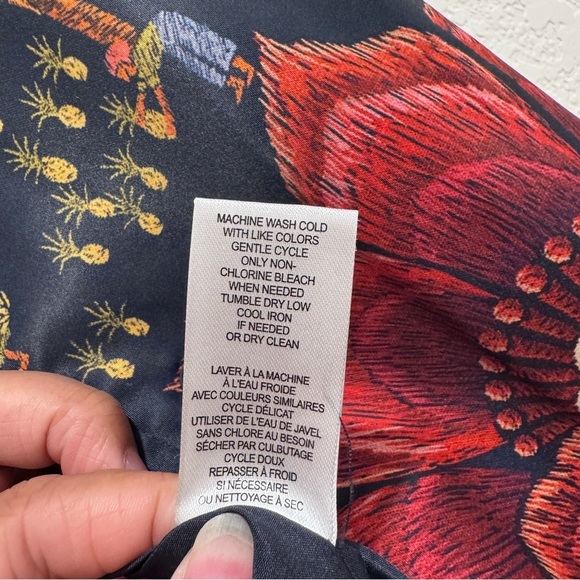 MACHINE WASH COLD
WITH LIKE COLORS
GENTLE CYCLE
ONLY NON-
CHLORINE BLEACH
WHEN NEEDED
TUMBLE DRY LOW
COOL IRON
IF NEEDED
OR DRY CLEAN
LAVER À LA MACHINE
À L'EAU FROIDE
AVEC COULEURS SIMILAIRES
CYCLE DÉLICAT
UTILISER DE L'EAU DE JAVEL
SANS CHLORE AU BESOIN
SÉCHER PAR CULBUTAGE
CYCLE DOUX
REPASSER À FROID
SI NÉCESSAIRE
OU NETTOYAGE À SEC